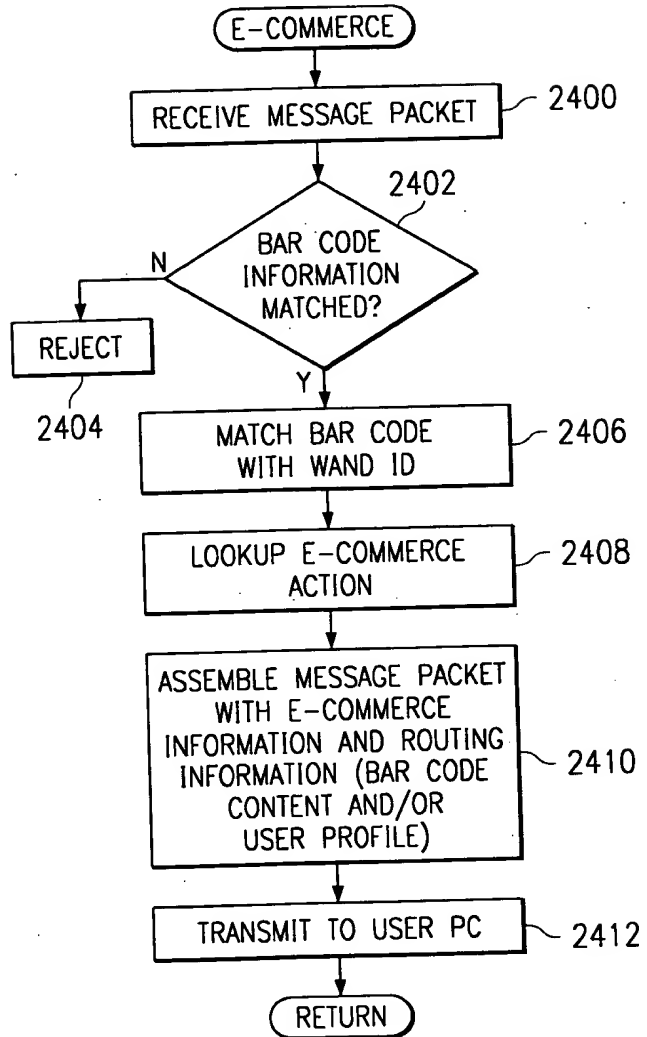 E-COMMERCE
RECEIVE MESSAGE PACKET
2400
2402
BAR CODE
INFORMATION
MATCHED?
N
REJECT
2404
Y
MATCH BAR CODE
WITH WAND ID
2406
LOOKUP E-COMMERCE
ACTION
2408
ASSEMBLE MESSAGE PACKET
WITH E-COMMERCE
INFORMATION AND ROUTING
INFORMATION (BAR CODE
CONTENT AND/OR
USER PROFILE)
2410
TRANSMIT TO USER PC
2412
RETURN